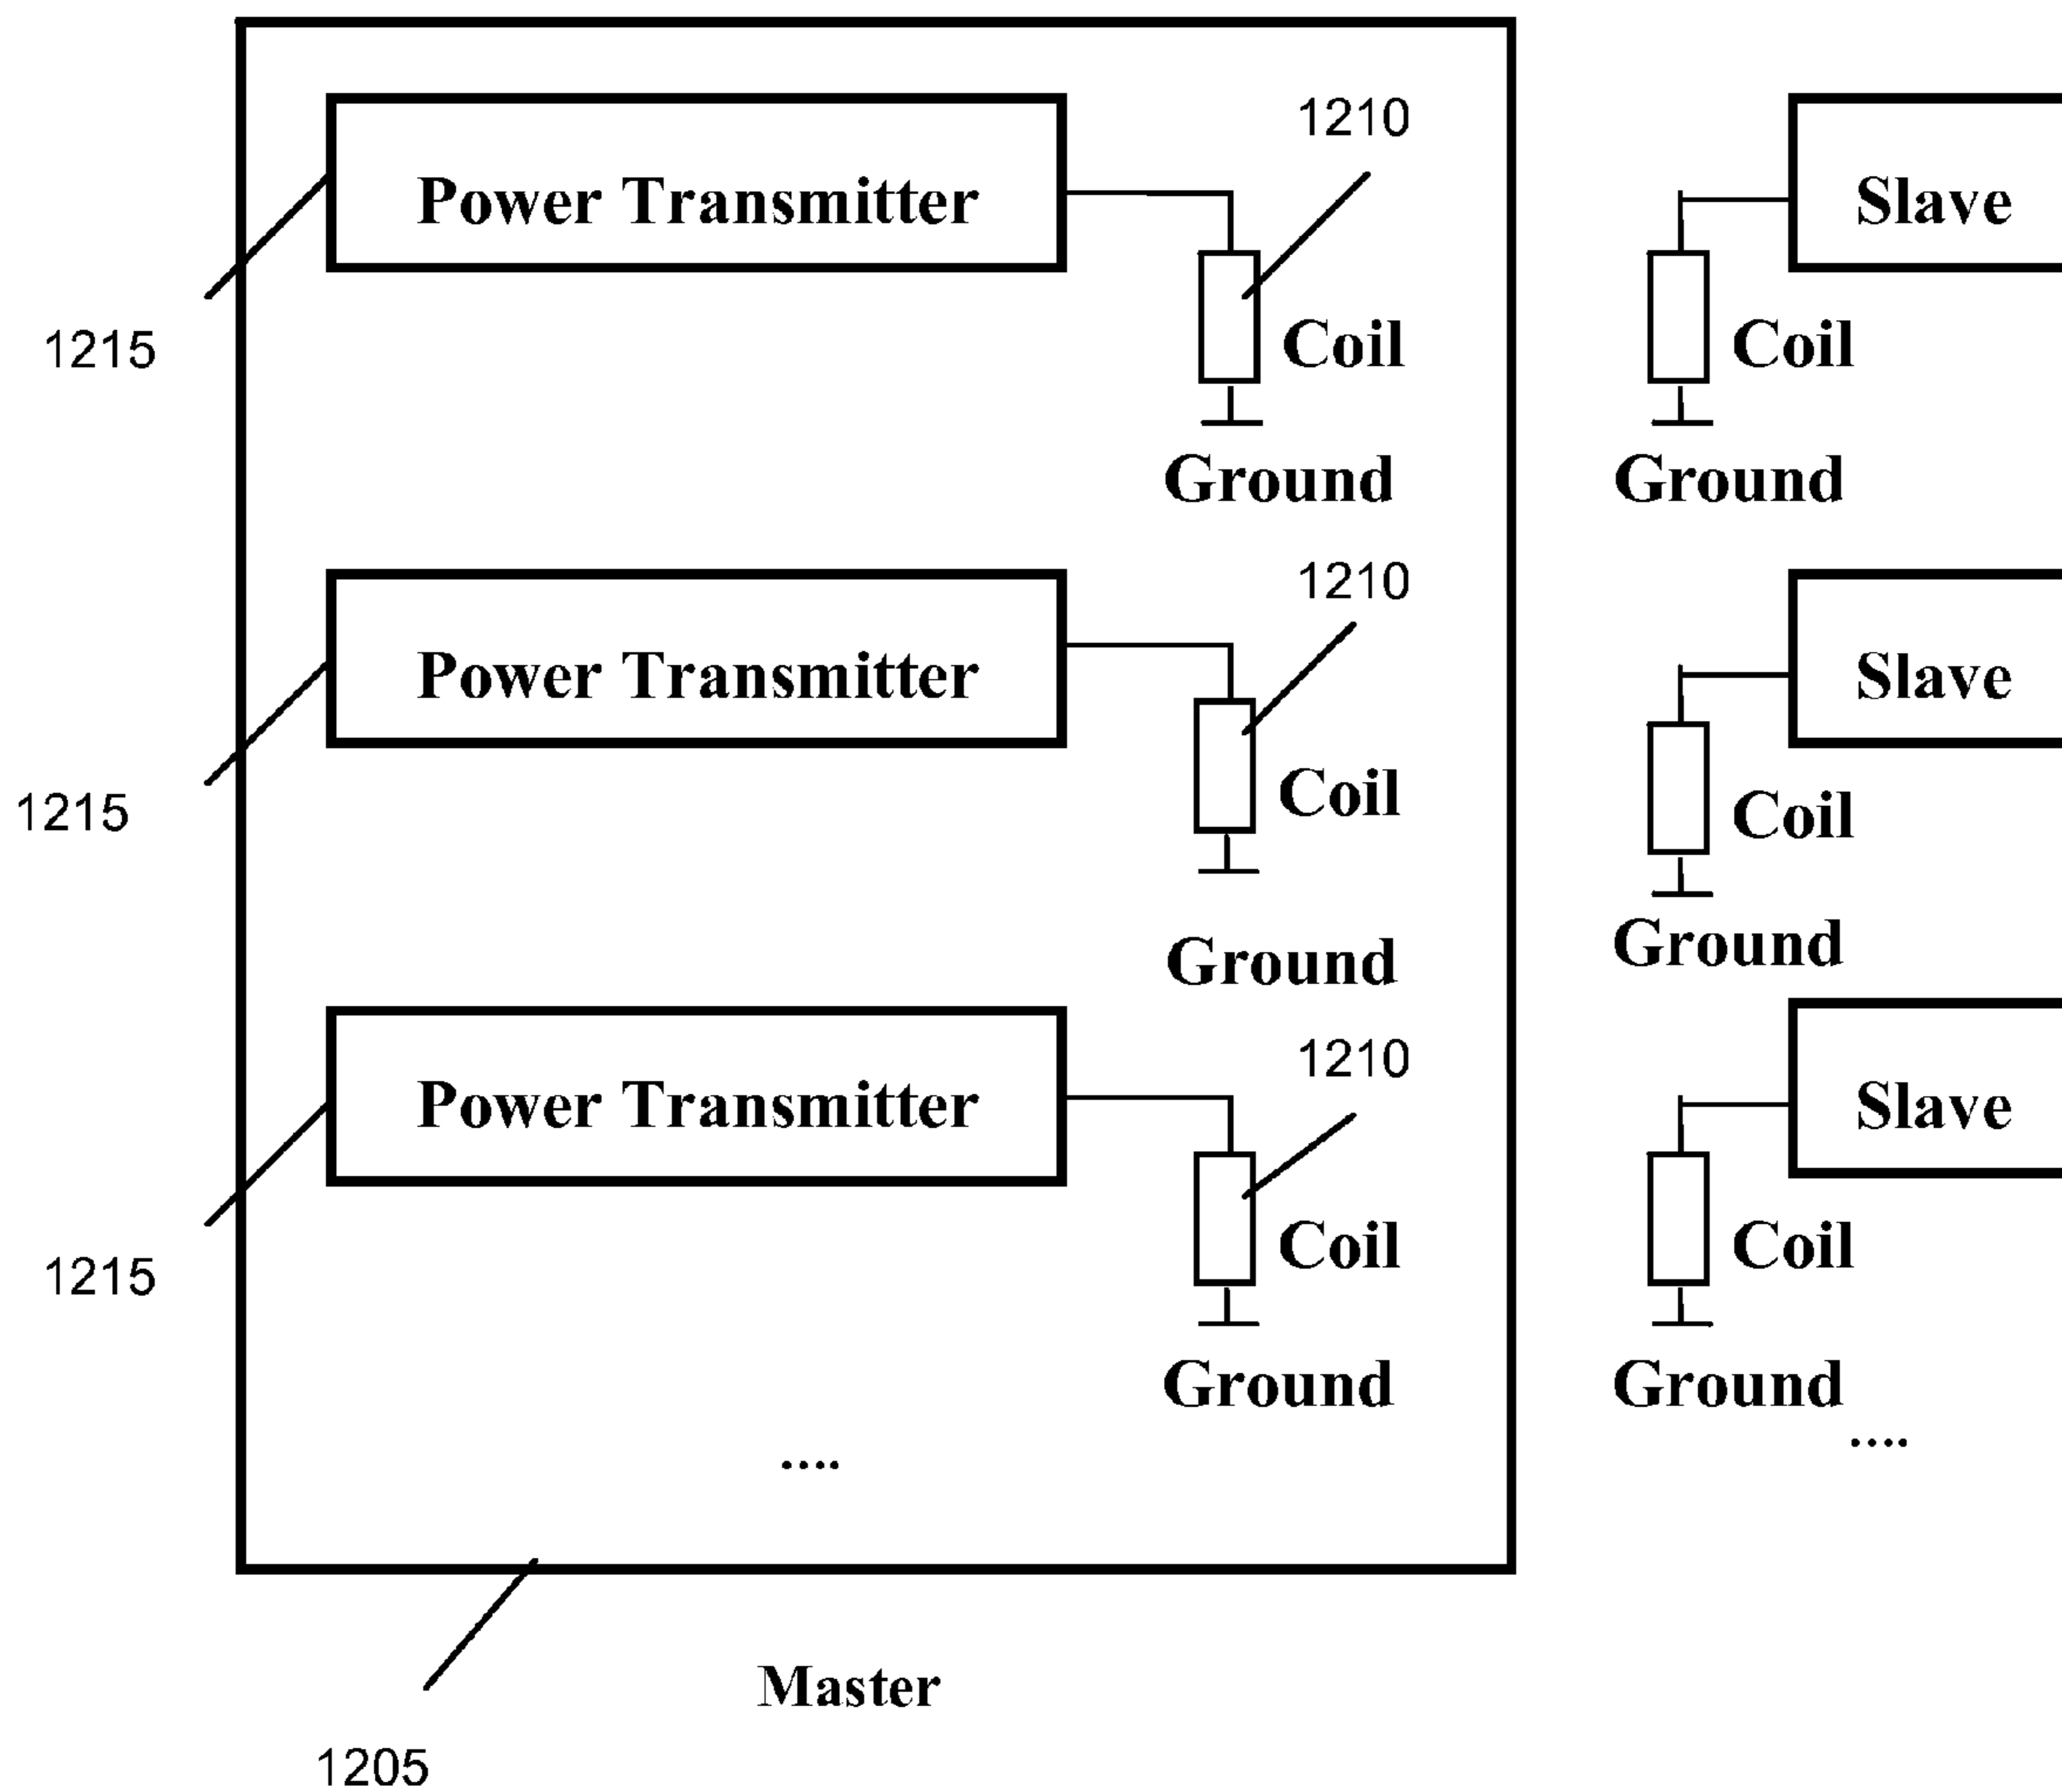 1210
Power Transmitter
Slave
1215
Coil
Coil
Ground
Ground
1210
Power Transmitter
Slave
1215
Coil
Coil
Ground
Ground
1210
Power Transmitter
Slave
1215
Coil
Coil
Ground
Ground
....
....
Master
1205